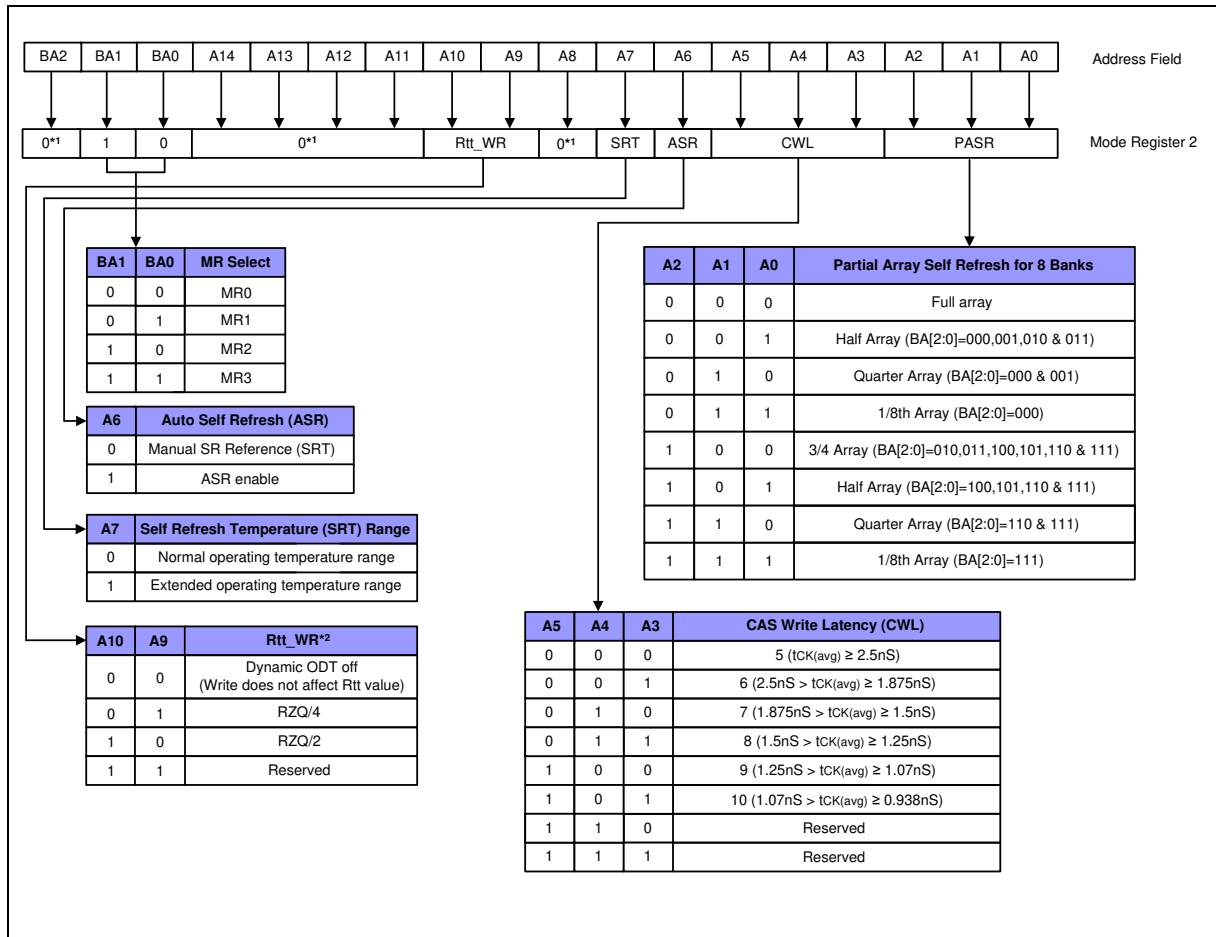 BA2 BA1 BA0 A14 A13 A12 A11 A10 A9 A8 A7 A6 A5 A4 A3 A2 A1 A0 Address Field
0*1 1 0 0*1 Rtt_WR 0*1 SRT ASR CWL PASR Mode Register 2
BA1 BA0 MR Select
0 0 MR0
0 1 MR1
1 0 MR2
1 1 MR3
A6 Auto Self Refresh (ASR)
0 Manual SR Reference (SRT)
1 ASR enable
A7 Self Refresh Temperature (SRT) Range
0 Normal operating temperature range
1 Extended operating temperature range
A10 A9 Rtt_WR*2
0 0 Dynamic ODT off
(Write does not affect Rtt value)
0 1 RZQ/4
1 0 RZQ/2
1 1 Reserved
A2 A1 A0 Partial Array Self Refresh for 8 Banks
0 0 0 Full array
0 0 1 Half Array (BA[2:0]=000,001,010 & 011)
0 1 0 Quarter Array (BA[2:0]=000 & 001)
0 1 1 1/8th Array (BA[2:0]=000)
1 0 0 3/4 Array (BA[2:0]=010,011,100,101,110 & 111)
1 0 1 Half Array (BA[2:0]=100,101,110 & 111)
1 1 0 Quarter Array (BA[2:0]=110 & 111)
1 1 1 1/8th Array (BA[2:0]=111)
A5 A4 A3 CAS Write Latency (CWL)
0 0 0 5 (tCK(avg) ≥ 2.5nS)
0 0 1 6 (2.5nS > tCK(avg) ≥ 1.875nS)
0 1 0 7 (1.875nS > tCK(avg) ≥ 1.5nS)
0 1 1 8 (1.5nS > tCK(avg) ≥ 1.25nS)
1 0 0 9 (1.25nS > tCK(avg) ≥ 1.07nS)
1 0 1 10 (1.07nS > tCK(avg) ≥ 0.938nS)
1 1 0 Reserved
1 1 1 Reserved